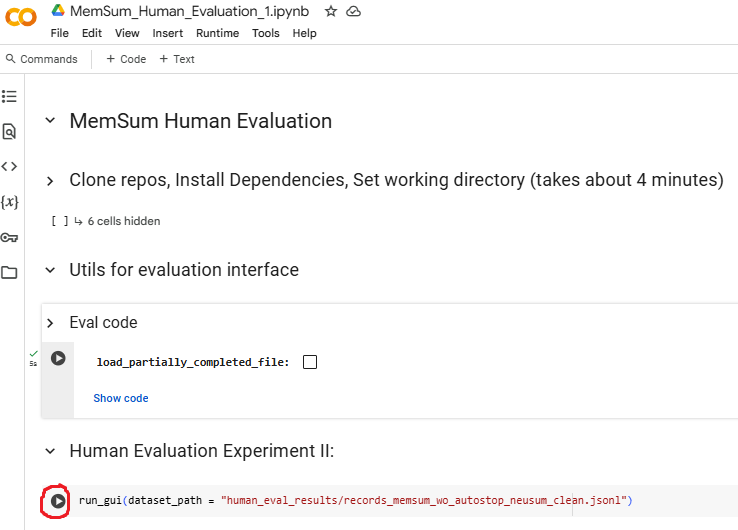 MemSum_Human_Evaluation_1.ipynb
File Edit View Insert Runtime Tools Help
Commands + Code + Text
MemSum Human Evaluation
Clone repos, Install Dependencies, Set working directory (takes about 4 minutes)
[ ] ↳ 6 cells hidden
Utils for evaluation interface
Eval code
load_partially_completed_file:
5s
Show code
Human Evaluation Experiment II:
run_gui(dataset_path = "human_eval_results/records_memsum_wo_autostop_neusum_clean.jsonl")